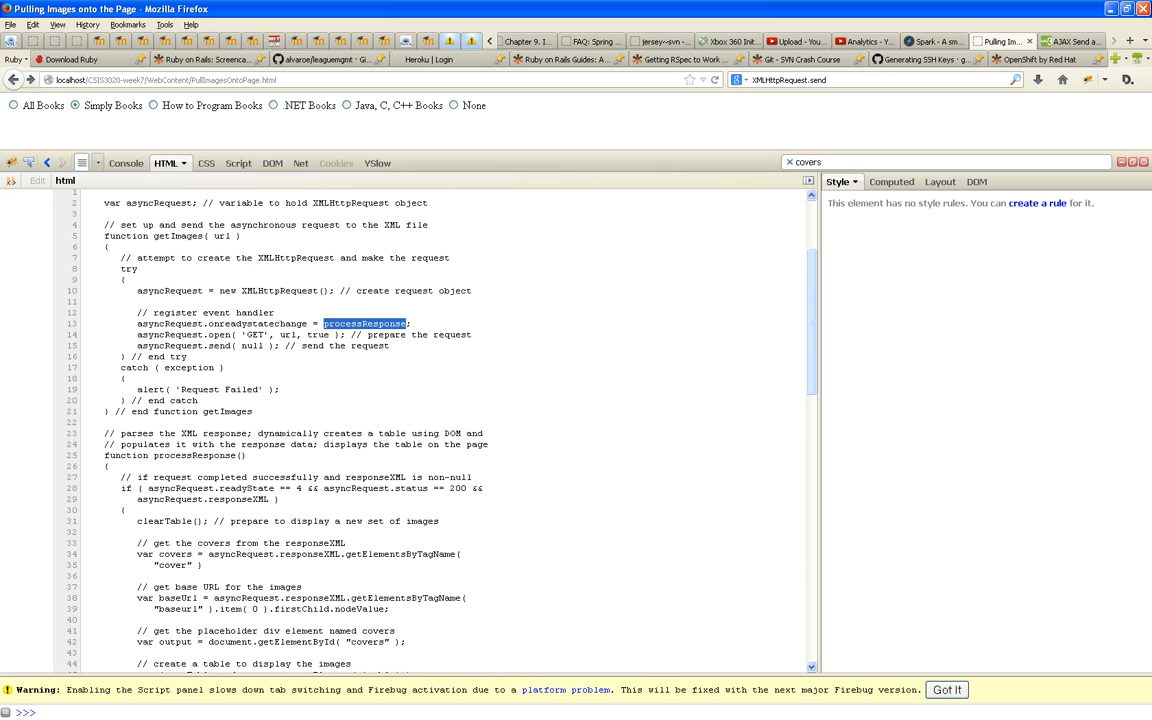 Pulling Images onto the Page - Mozilla Firefox
File Edit View History Bookmarks Tools Help
Chapter 9. I... FAQ: Spring ... jersey~svn -... Xbox 360 Init... Upload - You... Analytics - Y... Spark - A sm... Pulling Im... AJAX Send a
Ruby Download Ruby Ruby on Rails: Screenca... alvaroe/leaguemgmt · Gi... Heroku | Login Ruby on Rails Guides: A... Getting RSpec to Work ... Git - SVN Crash Course Generating SSH Keys · g... OpenShift by Red Hat
localhost/CSIS3020-week7/WebContent/PullImagesOntoPage.html XMLHttpRequest.send D.
All Books Simply Books How to Program Books .NET Books Java, C, C++ Books None
Console HTML CSS Script DOM Net Cookies YSlow covers
Edit html Style Computed Layout DOM
This element has no style rules. You can create a rule for it.
1
2 var asyncRequest; // variable to hold XMLHttpRequest object
3
4 // set up and send the asynchronous request to the XML file
5 function getImages( url )
6 {
7 // attempt to create the XMLHttpRequest and make the request
8 try
9 {
10 asyncRequest = new XMLHttpRequest(); // create request object
11
12 // register event handler
13 asyncRequest.onreadystatechange = processResponse;
14 asyncRequest.open( 'GET', url, true ); // prepare the request
15 asyncRequest.send( null ); // send the request
16 } // end try
17 catch ( exception )
18 {
19 alert( 'Request Failed' );
20 } // end catch
21 } // end function getImages
22
23 // parses the XML response; dynamically creates a table using DOM and
24 // populates it with the response data; displays the table on the page
25 function processResponse()
26 {
27 // if request completed successfully and responseXML is non-null
28 if ( asyncRequest.readyState == 4 && asyncRequest.status == 200 &&
29 asyncRequest.responseXML )
30 {
31 clearTable(); // prepare to display a new set of images
32
33 // get the covers from the responseXML
34 var covers = asyncRequest.responseXML.getElementsByTagName(
35 "cover" )
36
37 // get base URL for the images
38 var baseUrl = asyncRequest.responseXML.getElementsByTagName(
39 "baseurl" ).item( 0 ).firstChild.nodeValue;
40
41 // get the placeholder div element named covers
42 var output = document.getElementById( "covers" );
43
44 // create a table to display the images
Warning: Enabling the Script panel slows down tab switching and Firebug activation due to a platform problem. This will be fixed with the next major Firebug version. Got It
>>>